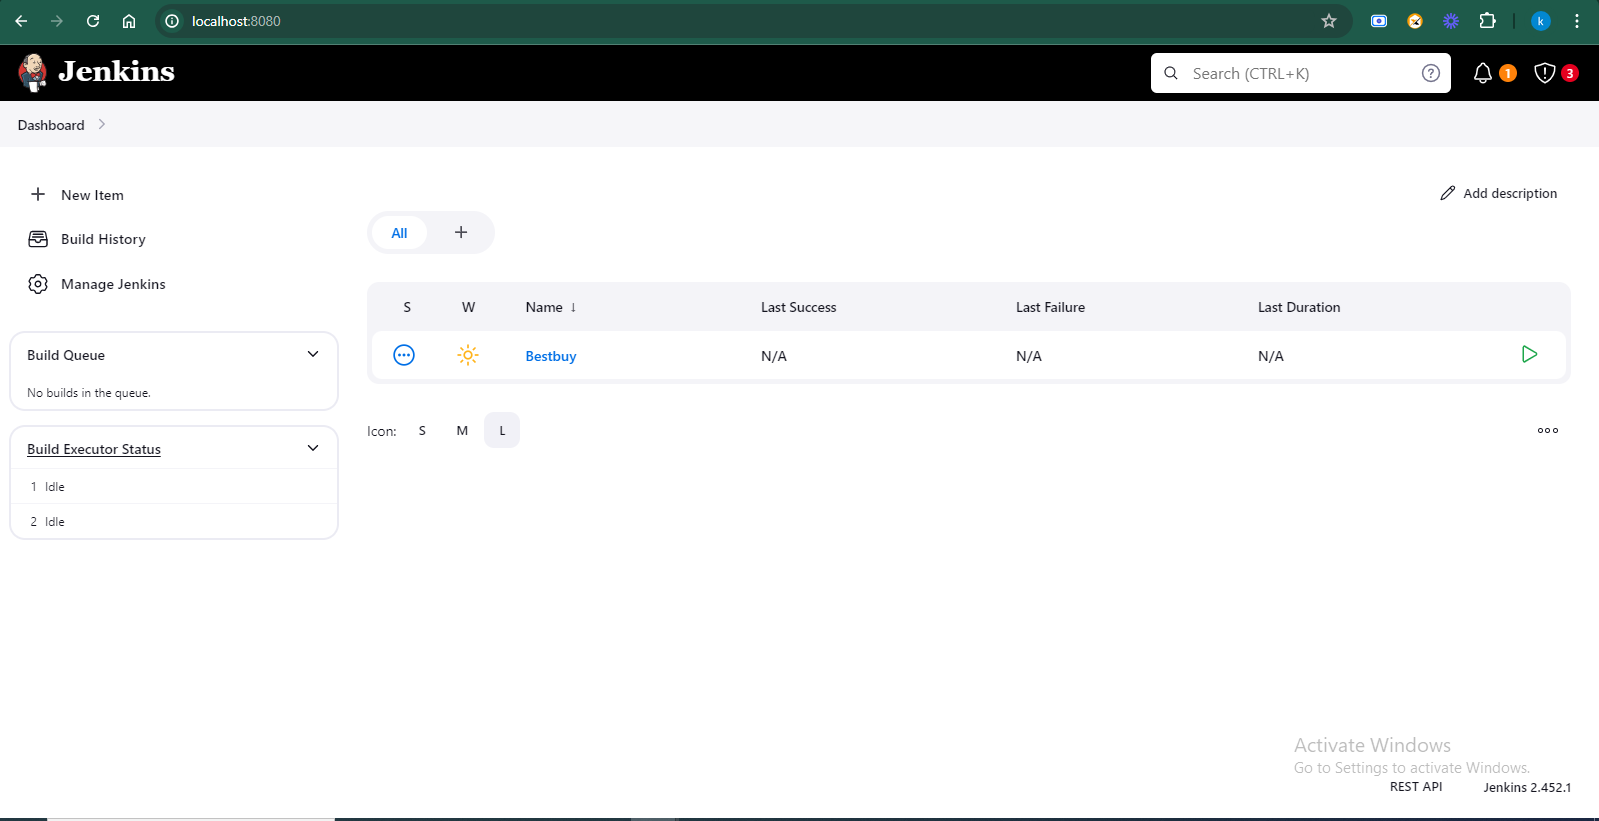 localhost:8080
k
Jenkins
Search (CTRL+K)
?
1
3
Dashboard
New Item
Build History
Manage Jenkins
Add description
All
+
S W Name ↓ Last Success Last Failure Last Duration
Bestbuy N/A N/A N/A
Icon: S M L
Build Queue
No builds in the queue.
Build Executor Status
1 Idle
2 Idle
Activate Windows
Go to Settings to activate Windows.
REST API Jenkins 2.452.1